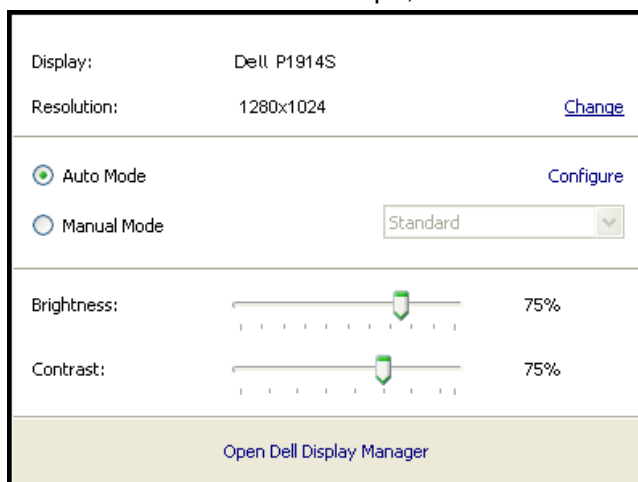 Display: Dell P1914S
Resolution: 1280x1024 Change
Auto Mode Configure
Manual Mode Standard
Brightness: 75%
Contrast: 75%
Open Dell Display Manager